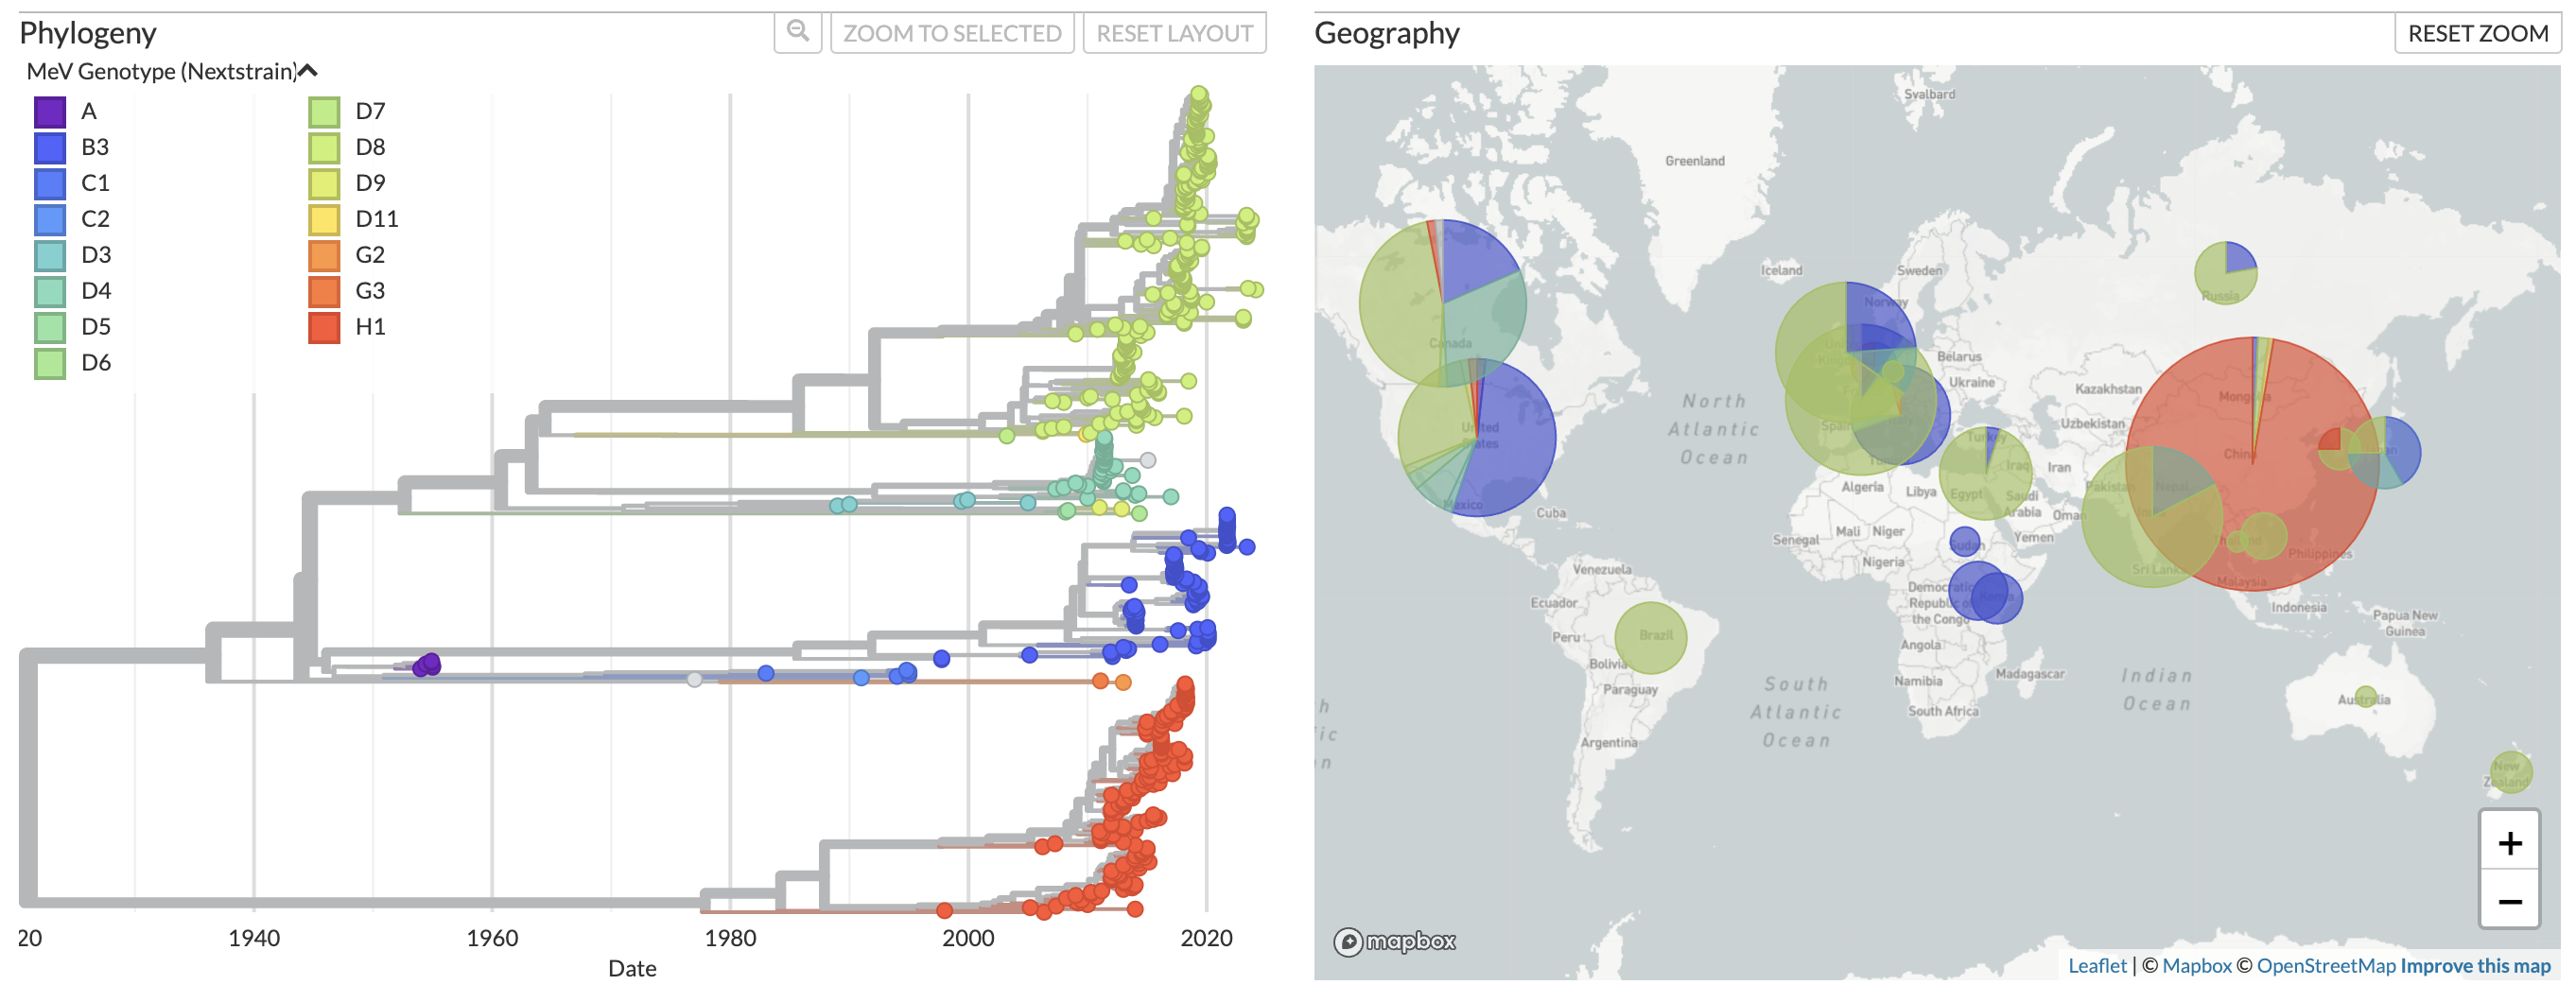 Phylogeny
ZOOM TO SELECTED
RESET LAYOUT
MeV Genotype (Nextstrain)
A
B3
C1
C2
D3
D4
D5
D6
D7
D8
D9
D11
G2
G3
H1
20
1940
1960
1980
2000
2020
Date
Geography
RESET ZOOM
Svalbard
Greenland
Iceland
Sweden
Norway
Russia
Canada
Belarus
Ukraine
Kazakhstan
Mongolia
North
Atlantic
Ocean
United
States
Spain
Uzbekistan
Turkey
China
Iraq
Iran
Algeria
Libya
Egypt
Saudi
Arabia
Pakistan
Nepal
Mexico
Cuba
Oman
Mali
Niger
Senegal
Sudan
Yemen
Thailand
Philippines
Nigeria
Sri Lanka
Malaysia
Venezuela
Democratic
Republic of
the Congo
Kenya
Ecuador
Indonesia
Papua New
Guinea
Peru
Brazil
Angola
Bolivia
Paraguay
Namibia
Madagascar
South Africa
South
Atlantic
Ocean
Indian
Ocean
Australia
Argentina
New
Zealand
+
−
mapbox
Leaflet | © Mapbox © OpenStreetMap Improve this map